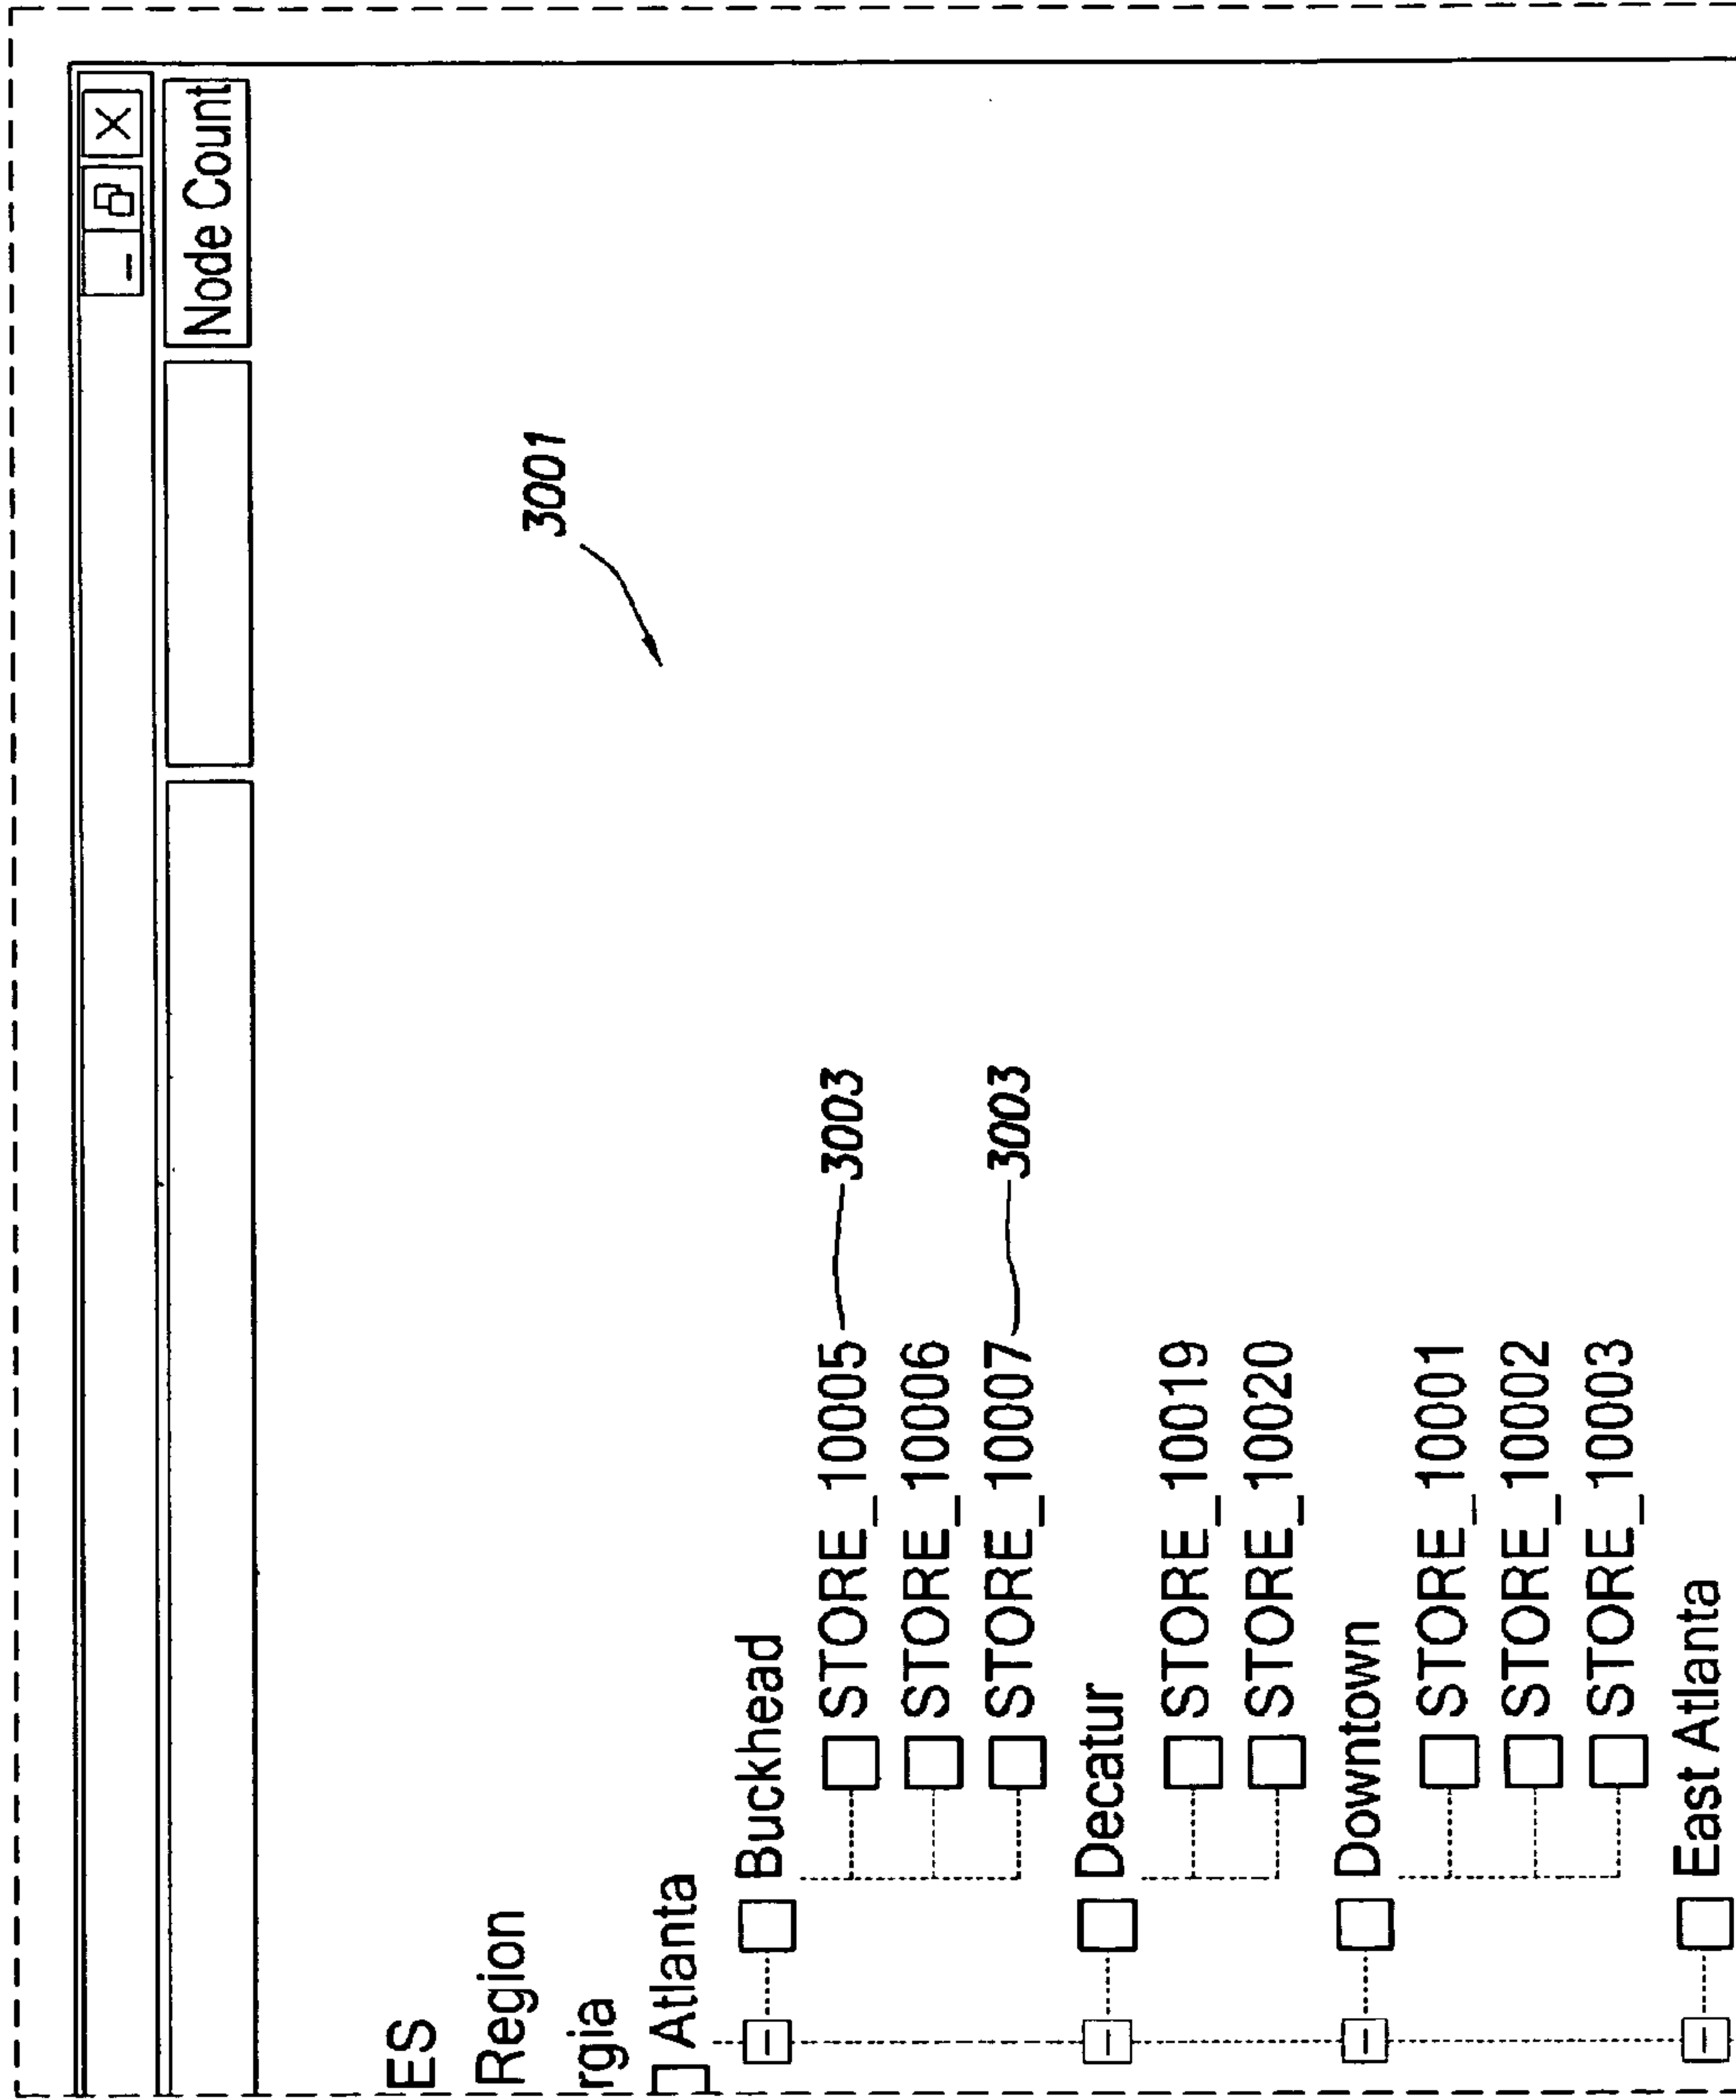 Node Count
3001
ES
Region
rgia
Atlanta
Buckhead
STORE_10005 3003
STORE_10006
STORE_10007 3003
Decatur
STORE_10019
STORE_10020
Downtown
STORE_10001
STORE_10002
STORE_10003
East Atlanta